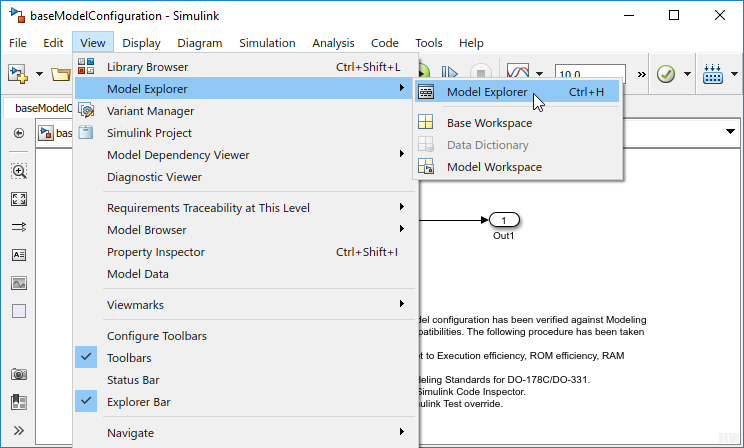 baseModelConfiguration - Simulink
File Edit View Display Diagram Simulation Analysis Code Tools Help
Library Browser Ctrl+Shift+L
10.0
Model Explorer
Model Explorer Ctrl+H
baseModelC
Variant Manager
Base Workspace
bas
Simulink Project
Data Dictionary
Model Dependency Viewer
Model Workspace
Diagnostic Viewer
Requirements Traceability at This Level
1
Model Browser
Out1
Property Inspector Ctrl+Shift+I
Model Data
Viewmarks
del configuration has been verified against Modeling
patibilities. The following procedure has been taken
Configure Toolbars
Toolbars
t to Execution efficiency, ROM efficiency, RAM
Status Bar
deling Standards for DO-178C/DO-331.
Simulink Code Inspector.
Explorer Bar
ulink Test override.
Navigate